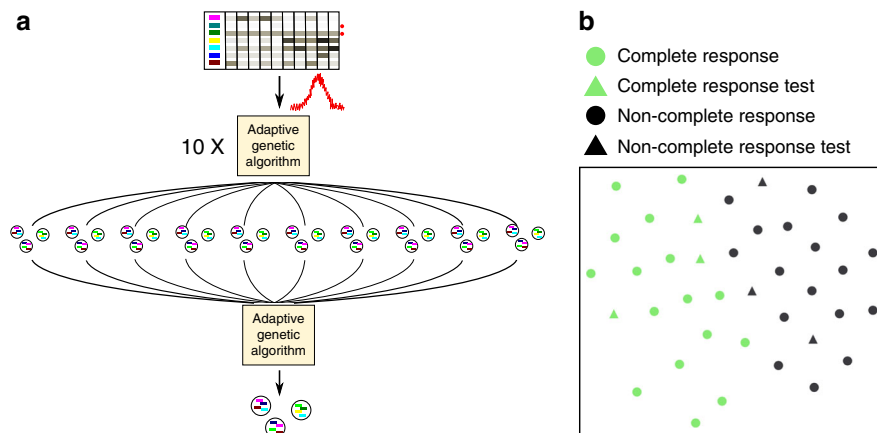 a
10 X
Adaptive
genetic
algorithm
Adaptive
genetic
algorithm
b
Complete response
Complete response test
Non-complete response
Non-complete response test